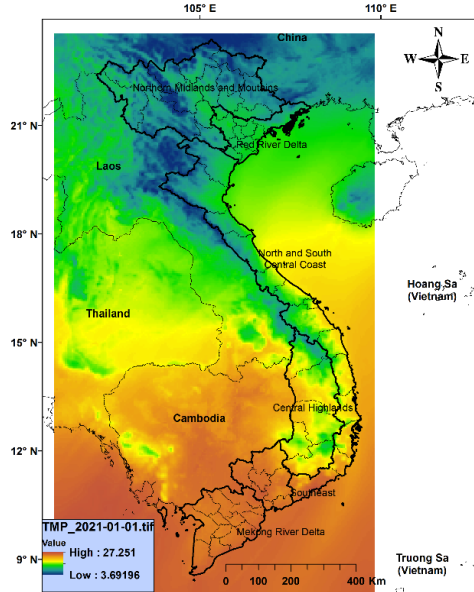 105° E
110° E
China
N
W
E
S
Northern Midlands and Moutains
21° N
Red River Delta
Laos
18° N
North and South
Central Coast
Hoang Sa
(Vietnam)
Thailand
15° N
Central Highlands
Cambodia
12° N
Southeast
TMP_2021-01-01.tif
Value
High : 27.251
Low : 3.69196
Mekong River Delta
9° N
Truong Sa
(Vietnam)
0 100 200 300 400 Km